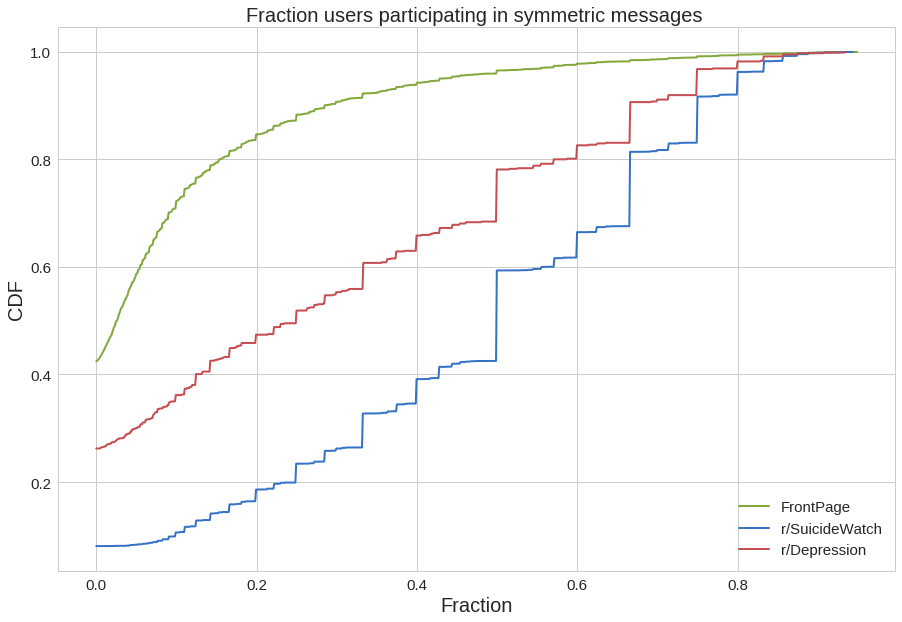 Fraction users participating in symmetric messages
CDF
1.0
0.8
0.6
0.4
0.2
0.0 0.2 0.4 0.6 0.8
Fraction
FrontPage
r/SuicideWatch
r/Depression